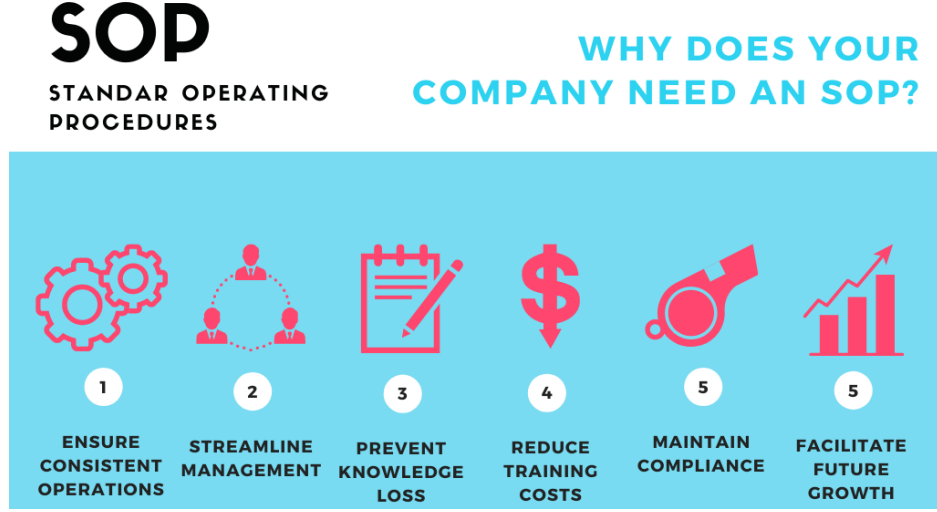 SOP
STANDAR OPERATING
PROCEDURES
WHY DOES YOUR
COMPANY NEED AN SOP?
1
ENSURE
CONSISTENT
OPERATIONS
2
STREAMLINE
MANAGEMENT
3
PREVENT
KNOWLEDGE
LOSS
4
REDUCE
TRAINING
COSTS
5
MAINTAIN
COMPLIANCE
5
FACILITATE
FUTURE
GROWTH